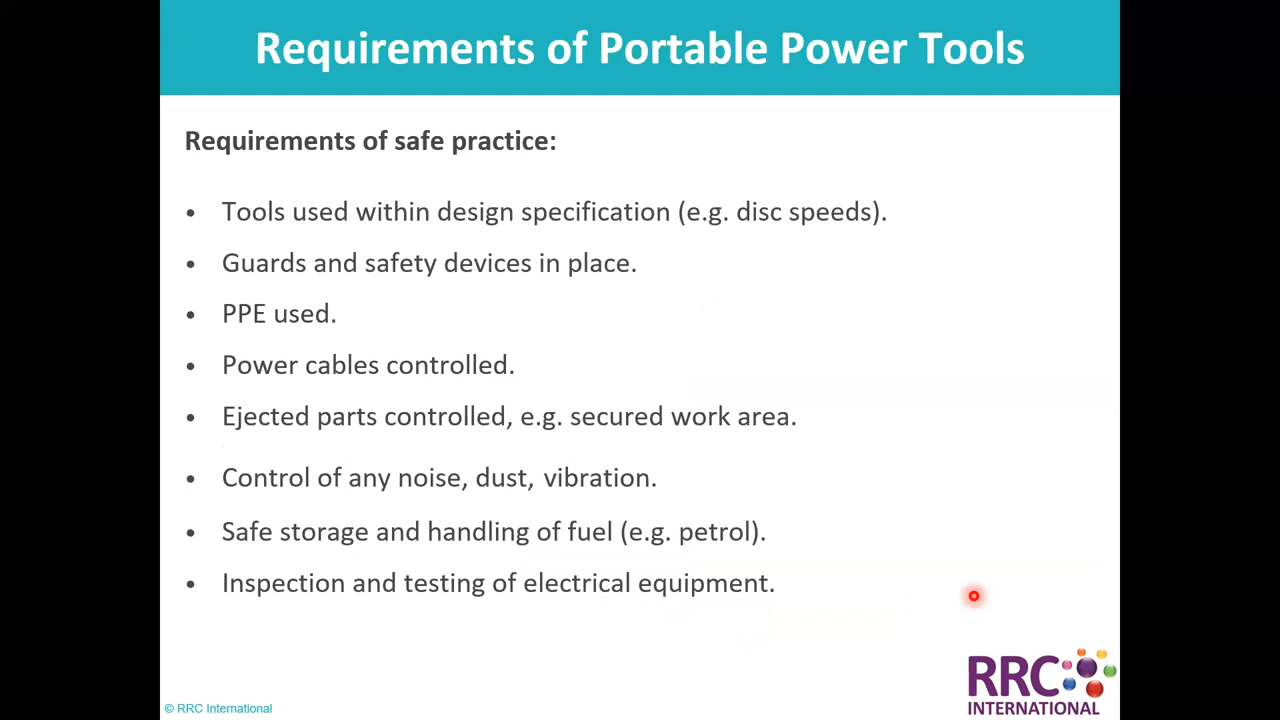 Requirements of Portable Power Tools
Requirements of safe practice:
• Tools used within design specification (e.g. disc speeds).
• Guards and safety devices in place.
• PPE used.
• Power cables controlled.
• Ejected parts controlled, e.g. secured work area.
• Control of any noise, dust, vibration.
• Safe storage and handling of fuel (e.g. petrol).
• Inspection and testing of electrical equipment.
RRC
INTERNATIONAL
© RRC International